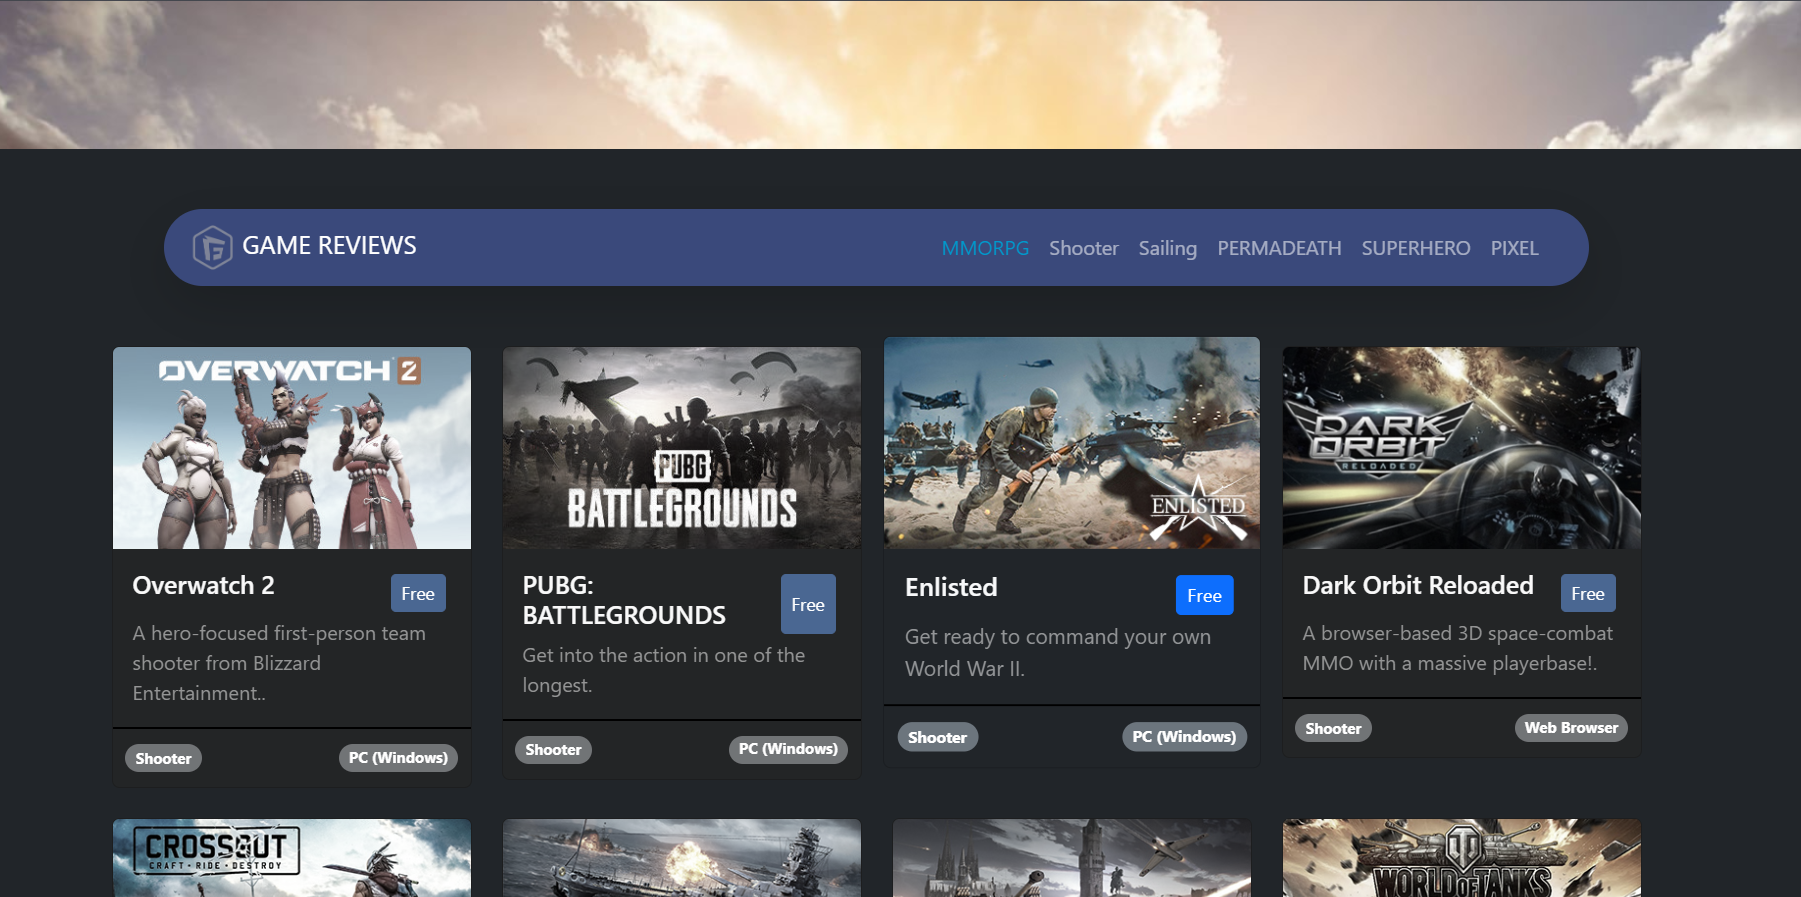 GAME REVIEWS
MMORPG Shooter Sailing PERMADEATH SUPERHERO PIXEL
OVERWATCH 2
PUBG
BATTLEGROUNDS
ENLISTED
DARK
ORBIT
RELOADED
Overwatch 2
Free
A hero-focused first-person team
shooter from Blizzard
Entertainment..
Shooter
PC (Windows)
PUBG:
BATTLEGROUNDS
Free
Get into the action in one of the
longest.
Shooter
PC (Windows)
Enlisted
Free
Get ready to command your own
World War II.
Shooter
PC (Windows)
Dark Orbit Reloaded
Free
A browser-based 3D space-combat
MMO with a massive playerbase!.
Shooter
Web Browser
CROSSOUT
CRAFT • RIDE • DESTROY
WORLD OF TANKS